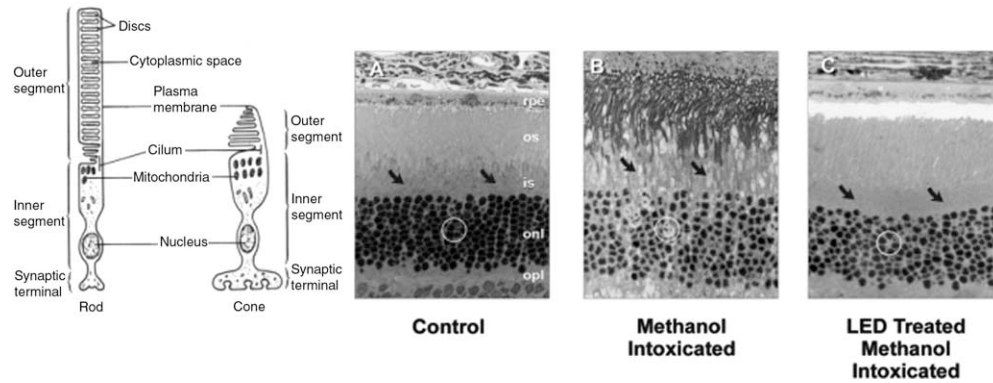 Discs
Cytoplasmic space
Outer
segment
Plasma
membrane
Cilum
Mitochondria
Inner
segment
Nucleus
Synaptic
terminal
Rod
Outer
segment
Inner
segment
Synaptic
terminal
Cone
A
rpe
os
is
onl
opl
Control
B
Methanol
Intoxicated
C
LED Treated
Methanol
Intoxicated